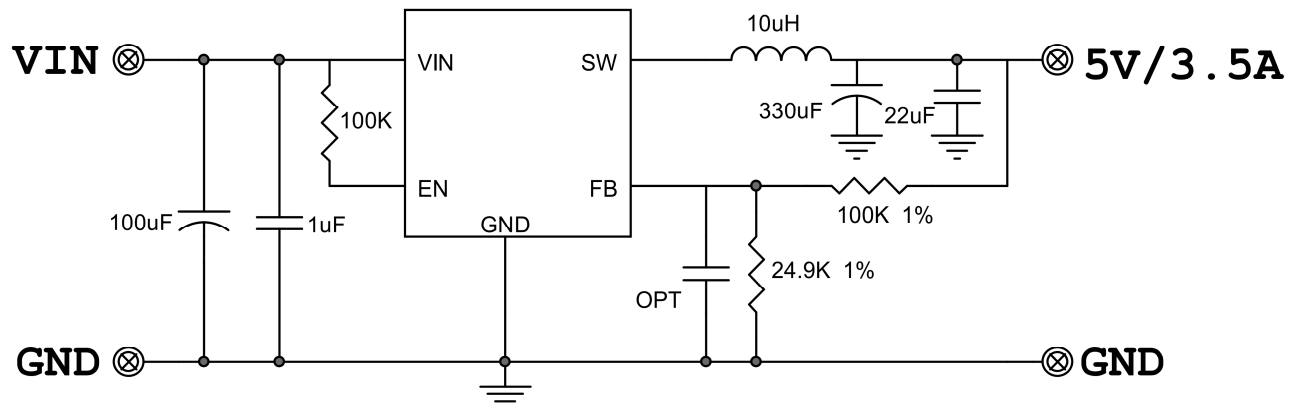 10uH
VIN
VIN
SW
5V/3.5A
100K
330uF
22uF
EN
FB
100uF
1uF
GND
100K 1%
24.9K 1%
OPT
GND
GND